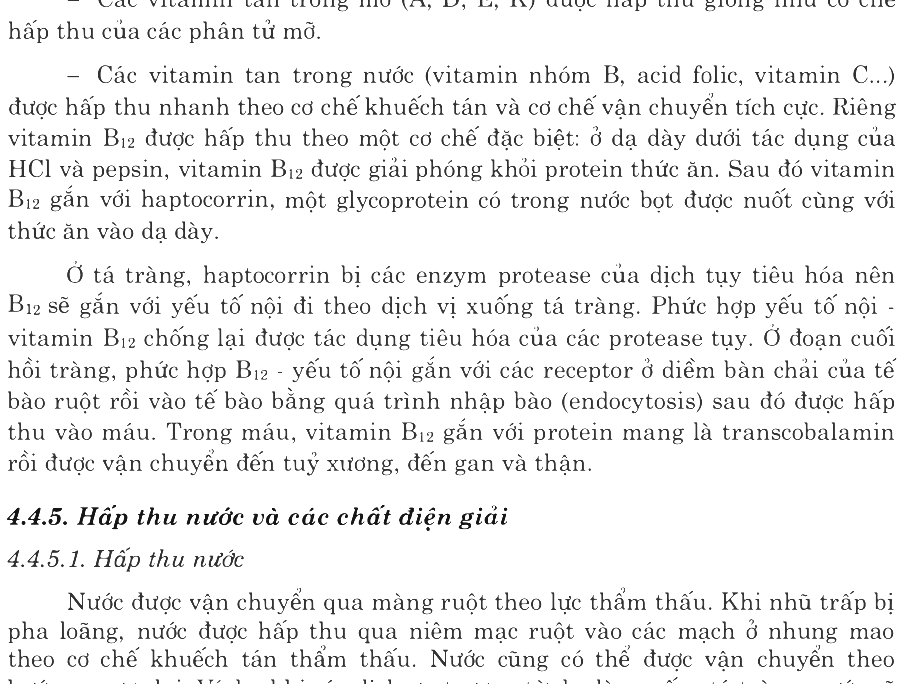 – Các vitamin tan trong mỡ (A, D, E, K) được hấp thu giống như cơ chế
hấp thu của các phân tử mỡ.
– Các vitamin tan trong nước (vitamin nhóm B, acid folic, vitamin C...)
được hấp thu nhanh theo cơ chế khuếch tán và cơ chế vận chuyển tích cực. Riêng
vitamin B₁₂ được hấp thu theo một cơ chế đặc biệt: ở dạ dày dưới tác dụng của
HCl và pepsin, vitamin B₁₂ được giải phóng khỏi protein thức ăn. Sau đó vitamin
B₁₂ gắn với haptocorrin, một glycoprotein có trong nước bọt được nuốt cùng với
thức ăn vào dạ dày.
Ở tá tràng, haptocorrin bị các enzym protease của dịch tụy tiêu hóa nên
B₁₂ sẽ gắn với yếu tố nội đi theo dịch vị xuống tá tràng. Phức hợp yếu tố nội -
vitamin B₁₂ chống lại được tác dụng tiêu hóa của các protease tụy. Ở đoạn cuối
hồi tràng, phức hợp B₁₂ - yếu tố nội gắn với các receptor ở diềm bàn chải của tế
bào ruột rồi vào tế bào bằng quá trình nhập bào (endocytosis) sau đó được hấp
thu vào máu. Trong máu, vitamin B₁₂ gắn với protein mang là transcobalamin
rồi được vận chuyển đến tuỷ xương, đến gan và thận.
4.4.5. Hấp thu nước và các chất điện giải
4.4.5.1. Hấp thu nước
Nước được vận chuyển qua màng ruột theo lực thẩm thấu. Khi nhũ trấp bị
pha loãng, nước được hấp thu qua niêm mạc ruột vào các mạch ở nhung mao
theo cơ chế khuếch tán thẩm thấu. Nước cũng có thể được vận chuyển theo